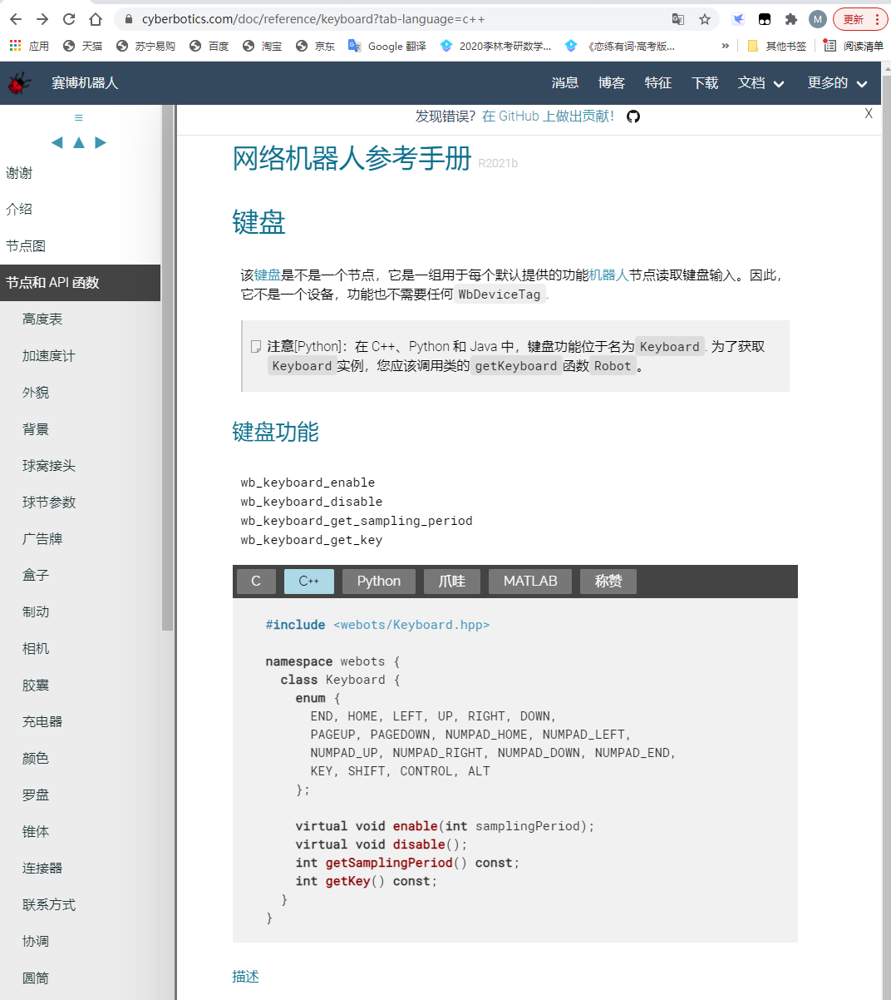 cyberbotics.com/doc/reference/keyboard?tab-language=c++
M
更新
应用
天猫
苏宁易购
百度
淘宝
京东
Google 翻译
2020李林考研数学...
《恋练有词·高考版...
»
其他书签
阅读清单
赛博机器人
消息
博客
特征
下载
文档
更多的
≡
发现错误？在 GitHub 上做出贡献！
X
◀ ▲ ▶
谢谢
介绍
节点图
节点和 API 函数
高度表
加速度计
外貌
背景
球窝接头
球节参数
广告牌
盒子
制动
相机
胶囊
充电器
颜色
罗盘
锥体
连接器
联系方式
协调
圆筒
网络机器人参考手册 R2021b
键盘
该键盘是不是一个节点，它是一组用于每个默认提供的功能机器人节点读取键盘输入。因此，
它不是一个设备，功能也不需要任何 WbDeviceTag .
注意[Python]：在 C++、Python 和 Java 中，键盘功能位于名为 Keyboard . 为了获取
Keyboard 实例，您应该调用类的 getKeyboard 函数 Robot 。
键盘功能
wb_keyboard_enable
wb_keyboard_disable
wb_keyboard_get_sampling_period
wb_keyboard_get_key
C
C++
Python
爪哇
MATLAB
称赞
#include <webots/Keyboard.hpp>
namespace webots {
class Keyboard {
enum {
END, HOME, LEFT, UP, RIGHT, DOWN,
PAGEUP, PAGEDOWN, NUMPAD_HOME, NUMPAD_LEFT,
NUMPAD_UP, NUMPAD_RIGHT, NUMPAD_DOWN, NUMPAD_END,
KEY, SHIFT, CONTROL, ALT
};
virtual void enable(int samplingPeriod);
virtual void disable();
int getSamplingPeriod() const;
int getKey() const;
}
}
描述